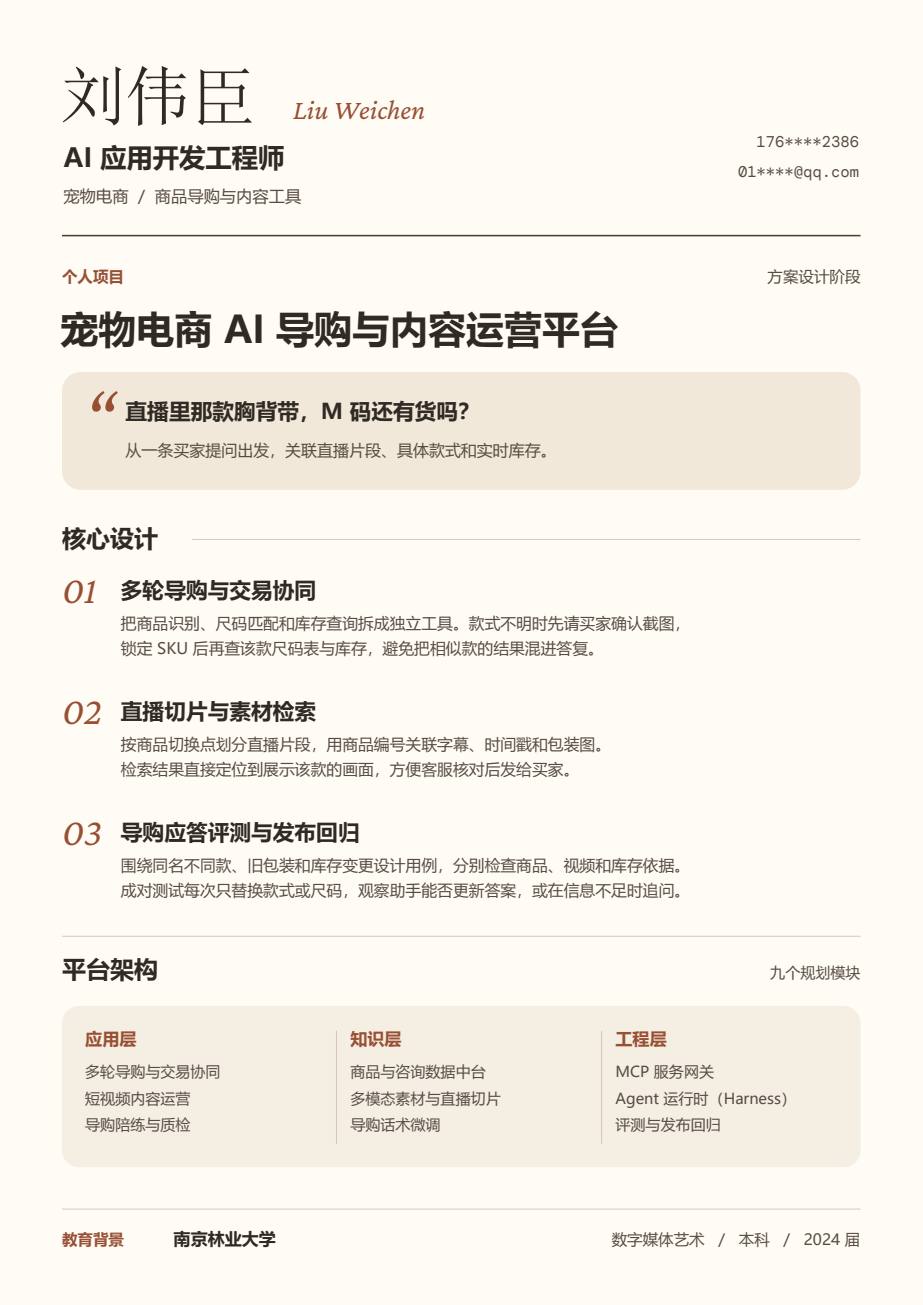 刘伟臣 Liu Weichen
AI 应用开发工程师
176****2386
宠物电商 / 商品导购与内容工具
01****@qq.com
个人项目 方案设计阶段
宠物电商 AI 导购与内容运营平台
“直播里那款胸背带，M 码还有货吗？
从一条买家提问出发，关联直播片段、具体款式和实时库存。
核心设计
01 多轮导购与交易协同
把商品识别、尺码匹配和库存查询拆成独立工具。款式不明时先请买家确认截图，
锁定 SKU 后再查该款尺码表与库存，避免把相似款的结果混进答复。
02 直播切片与素材检索
按商品切换点划分直播片段，用商品编号关联字幕、时间戳和包装图。
检索结果直接定位到展示该款的画面，方便客服核对后发给买家。
03 导购应答评测与发布回归
围绕同名不同款、旧包装和库存变更设计用例，分别检查商品、视频和库存依据。
成对测试每次只替换款式或尺码，观察助手能否更新答案，或在信息不足时追问。
平台架构 九个规划模块
应用层
多轮导购与交易协同
短视频内容运营
导购陪练与质检
知识层
商品与咨询数据中台
多模态素材与直播切片
导购话术微调
工程层
MCP 服务网关
Agent 运行时（Harness）
评测与发布回归
教育背景 南京林业大学 数字媒体艺术 / 本科 / 2024 届